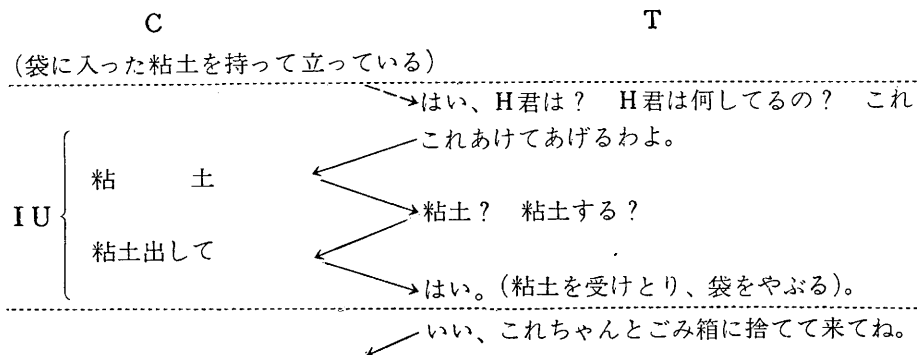 C T
(袋に入った粘土を持って立っている)
はい、H君は? H君は何してるの? これ
これあけてあげるわよ。
粘 土
粘土? 粘土する?
IU
粘土出して
はい。(粘土を受けとり、袋をやぶる)。
いい、これちゃんとごみ箱に捨てて来てね。